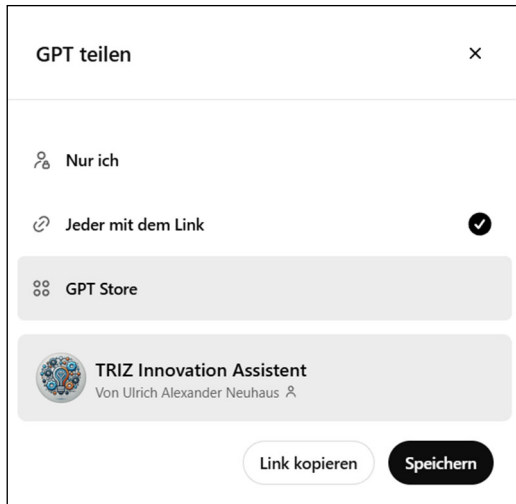 GPT teilen
Nur ich
Jeder mit dem Link
GPT Store
TRIZ Innovation Assistent
Von Ulrich Alexander Neuhaus
Link kopieren
Speichern